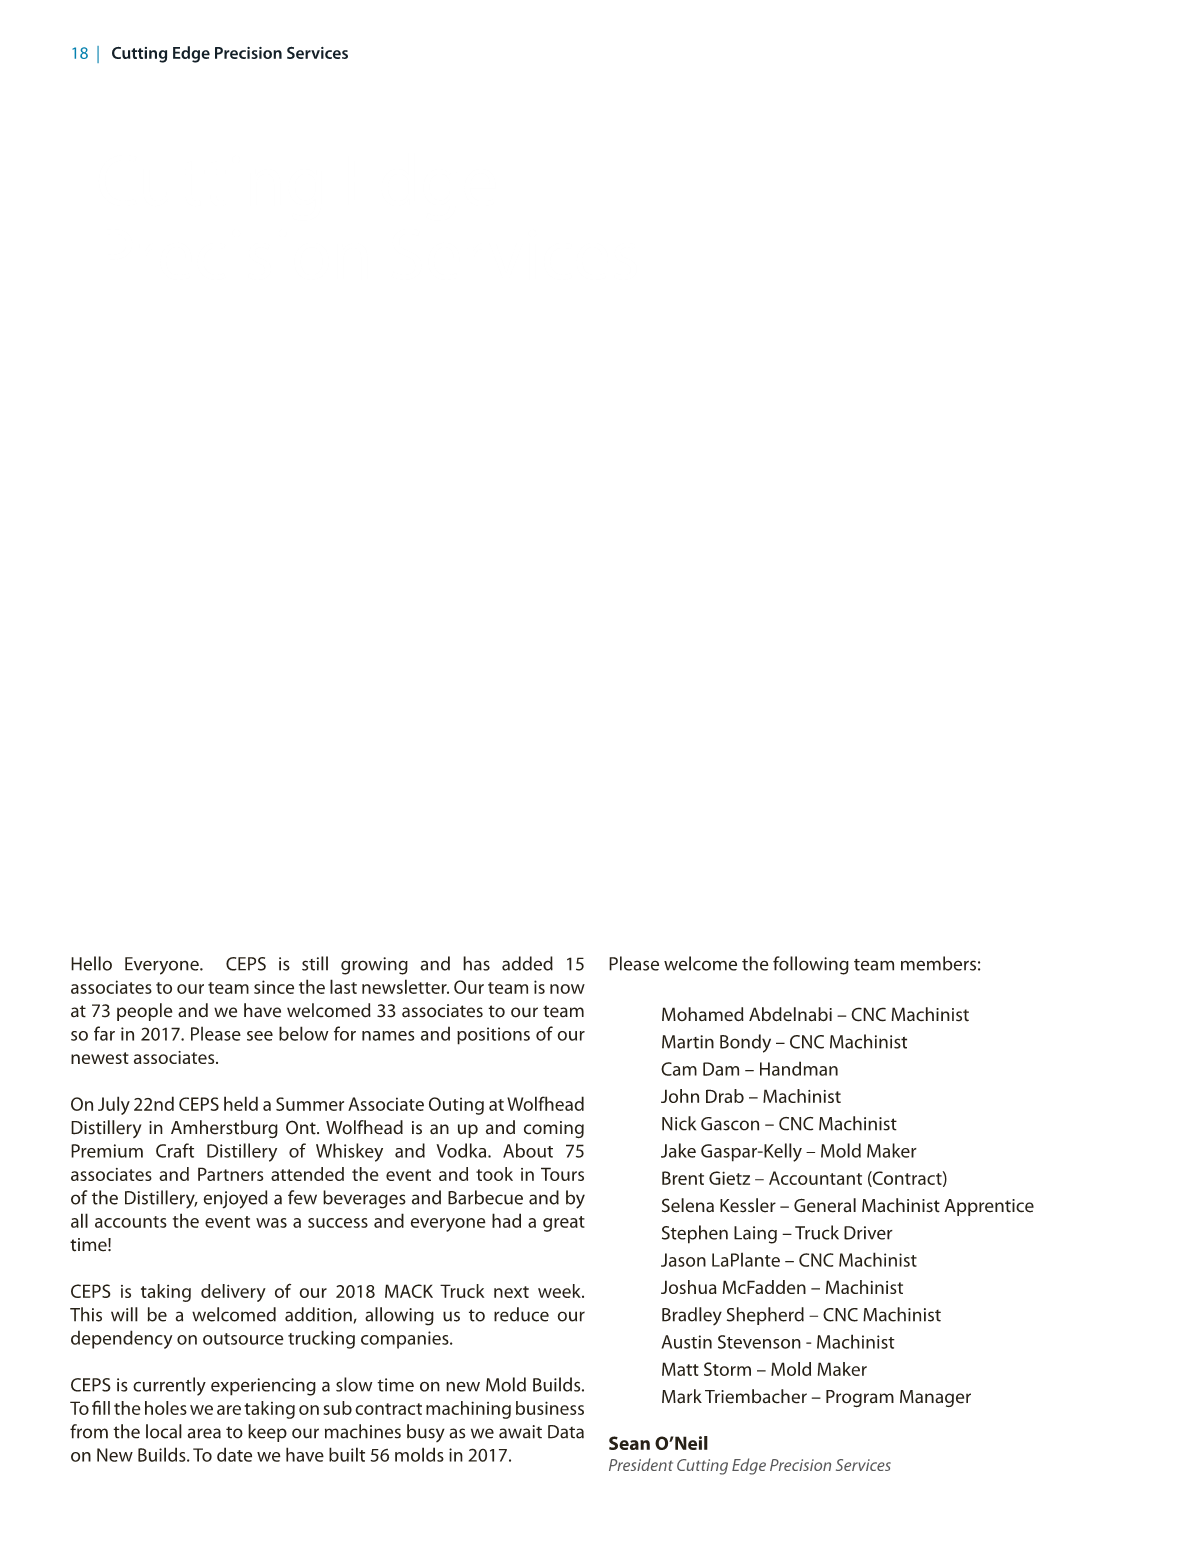 18 | Cutting Edge Precision Services
Hello Everyone.  CEPS is still growing and has added 15
associates to our team since the last newsletter. Our team is now
at 73 people and we have welcomed 33 associates to our team
so far in 2017. Please see below for names and positions of our
newest associates.
On July 22nd CEPS held a Summer Associate Outing at Wolfhead
Distillery in Amherstburg Ont. Wolfhead is an up and coming
Premium Craft Distillery of Whiskey and Vodka. About 75
associates and Partners attended the event and took in Tours
of the Distillery, enjoyed a few beverages and Barbecue and by
all accounts the event was a success and everyone had a great
time!
CEPS is taking delivery of our 2018 MACK Truck next week.
This will be a welcomed addition, allowing us to reduce our
dependency on outsource trucking companies.
CEPS is currently experiencing a slow time on new Mold Builds.
To fill the holes we are taking on sub contract machining business
from the local area to keep our machines busy as we await Data
on New Builds. To date we have built 56 molds in 2017.
Please welcome the following team members:
Mohamed Abdelnabi – CNC Machinist
Martin Bondy – CNC Machinist
Cam Dam – Handman
John Drab – Machinist
Nick Gascon – CNC Machinist
Jake Gaspar-Kelly – Mold Maker
Brent Gietz – Accountant (Contract)
Selena Kessler – General Machinist Apprentice
Stephen Laing – Truck Driver
Jason LaPlante – CNC Machinist
Joshua McFadden – Machinist
Bradley Shepherd – CNC Machinist
Austin Stevenson - Machinist
Matt Storm – Mold Maker
Mark Triembacher – Program Manager
Sean O’Neil
President Cutting Edge Precision Services